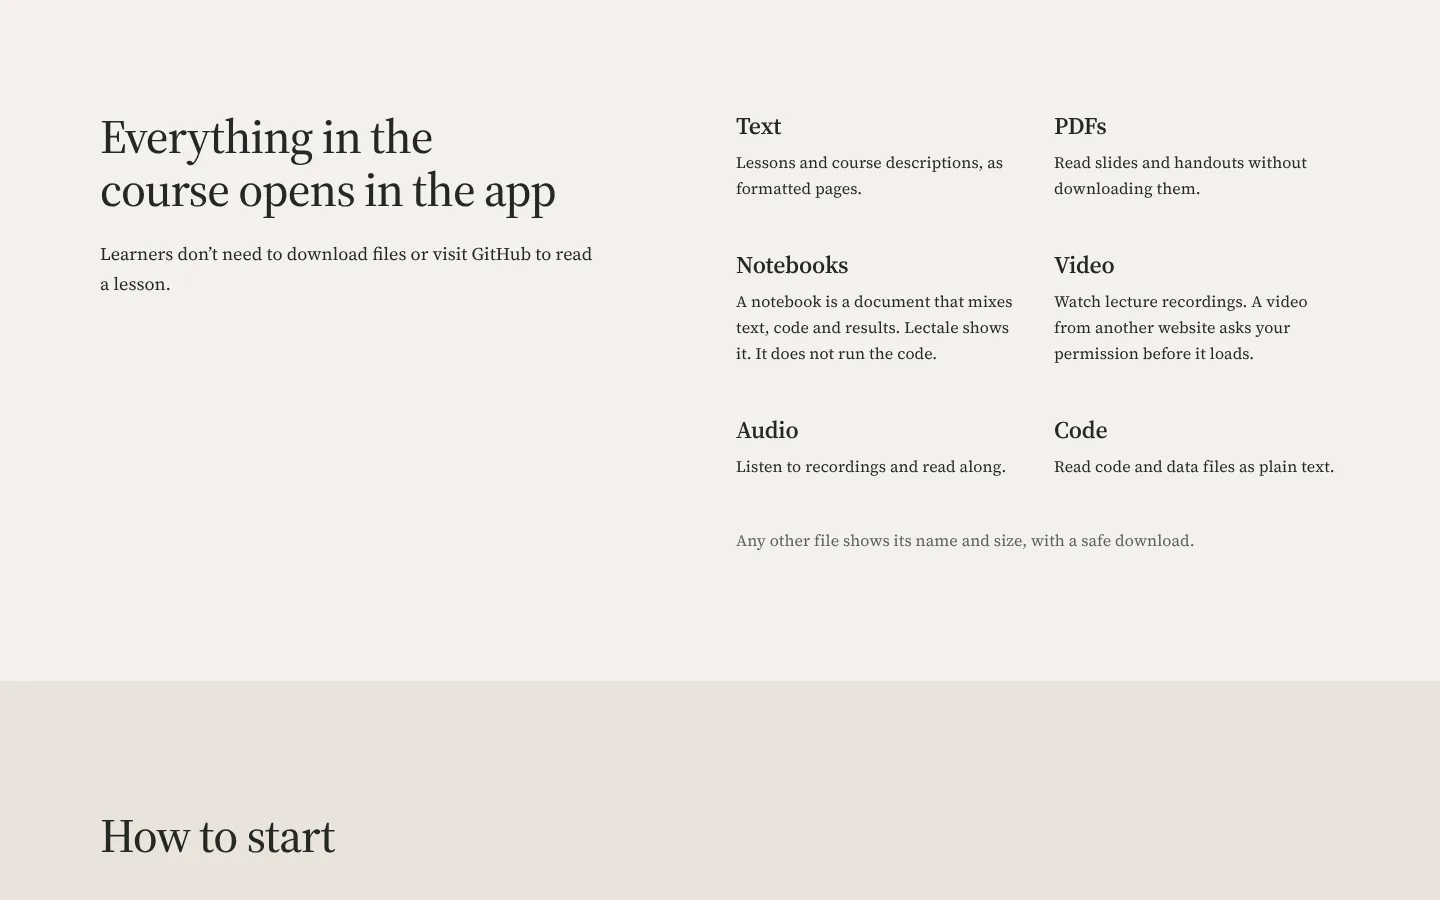 Everything in the
course opens in the app
Learners don’t need to download files or visit GitHub to read
a lesson.
Text
Lessons and course descriptions, as
formatted pages.
PDFs
Read slides and handouts without
downloading them.
Notebooks
A notebook is a document that mixes
text, code and results. Lectale shows
it. It does not run the code.
Video
Watch lecture recordings. A video
from another website asks your
permission before it loads.
Audio
Listen to recordings and read along.
Code
Read code and data files as plain text.
Any other file shows its name and size, with a safe download.
How to start